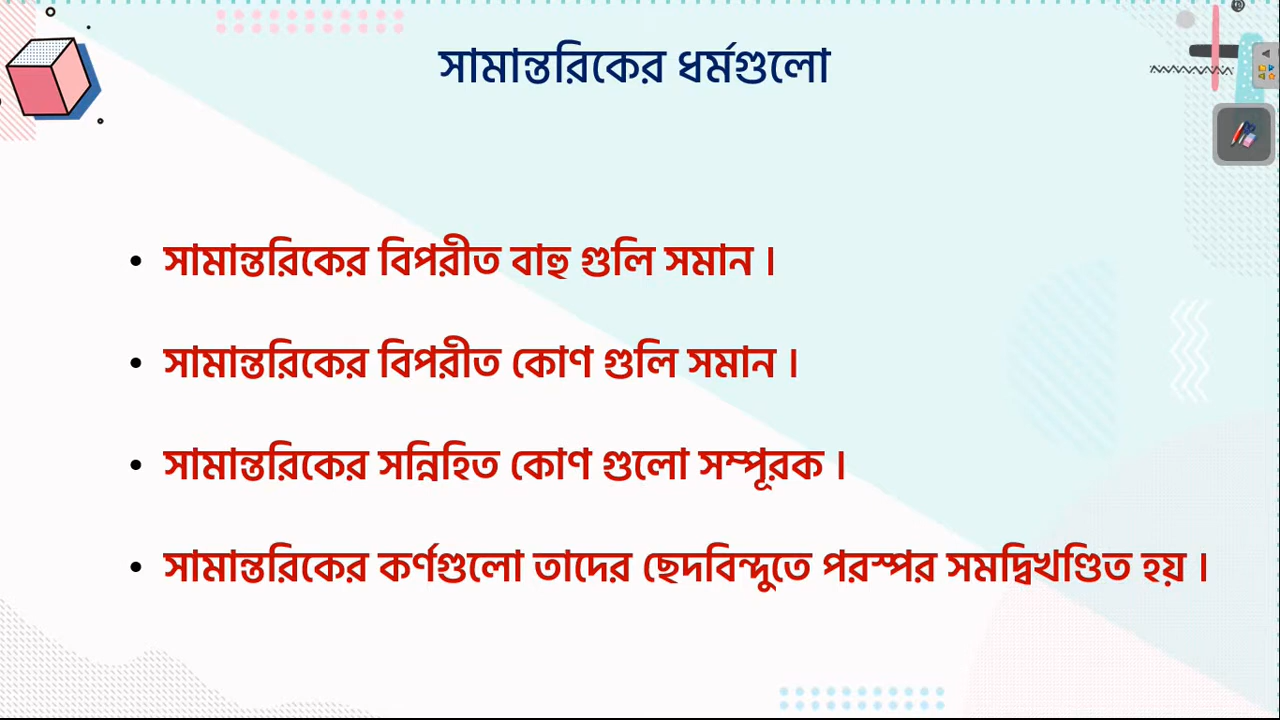 সামান্তরিকের ধর্মগুলো
• সামান্তরিকের বিপরীত বাহু গুলি সমান ।
• সামান্তরিকের বিপরীত কোণ গুলি সমান ।
• সামান্তরিকের সন্নিহিত কোণ গুলো সম্পূরক ।
• সামান্তরিকের কর্ণগুলো তাদের ছেদবিন্দুতে পরস্পর সমদ্বিখণ্ডিত হয় ।